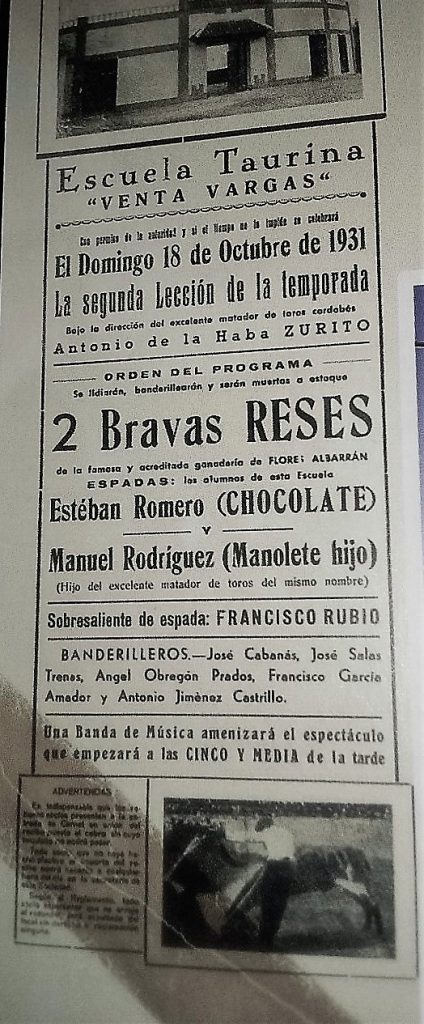 Escuela Taurina
"VENTA VARGAS"
Con permiso de la autoridad y si el tiempo no lo impide se celebrará
El Domingo 18 de Octubre de 1931
La segunda Lección de la temporada
Bajo la dirección del excelente matador de toros cordobés
Antonio de la Haba ZURITO
ORDEN DEL PROGRAMA
Se lidiarán, banderillearán y serán muertas a estoque
2 Bravas RESES
de la famosa y acreditada ganadería de FLORES ALBARRÁN
ESPADAS: los alumnos de esta Escuela
Estéban Romero (CHOCOLATE)
Y
Manuel Rodríguez (Manolete hijo)
(Hijo del excelente matador de toros del mismo nombre)
Sobresaliente de espada: FRANCISCO RUBIO
BANDERILLEROS.—José Cabanás, José Salas
Trenas, Angel Obregón Prados, Francisco García
Amador y Antonio Jiménez Castrillo.
Una Banda de Música amenizará el espectáculo
que empezará a las CINCO Y MEDIA de la tarde
ADVERTENCIAS